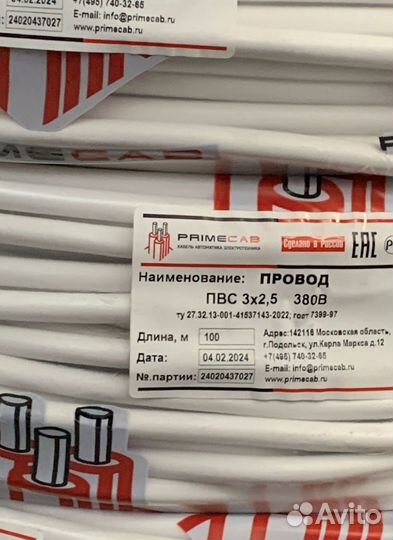 04.02.2024
+7(495) 740-32-65
E-mail: info@primecab.ru
24020437027
www.primecab.ru
PRIMECAB
КАБЕЛЬ АВТОМАТИКА ЭЛЕКТРОТЕХНИКА
Сделано в России
ЕАС
Наименование: ПРОВОД
ПВС 3х2,5 380В
ту 27.32.13-001-41537143-2022; гост 7399-97
Длина, м 100
Адрес:142116 Московская область,
г.Подольск, ул.Карла Маркса д.12
Дата: 04.02.2024
+7(495) 740-32-65
E-mail: info@primecab.ru
№.партии: 24020437027
www.primecab.ru
Avito